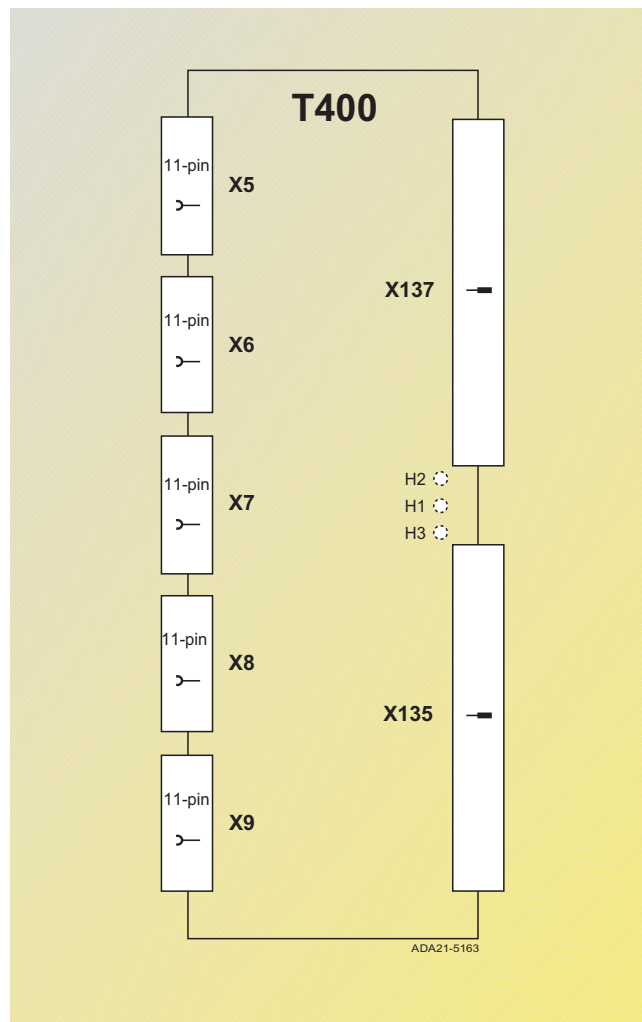 T400
11-pin
X5
11-pin
X6
11-pin
X7
11-pin
X8
11-pin
X9
X137
H2
H1
H3
X135
ADA21-5163